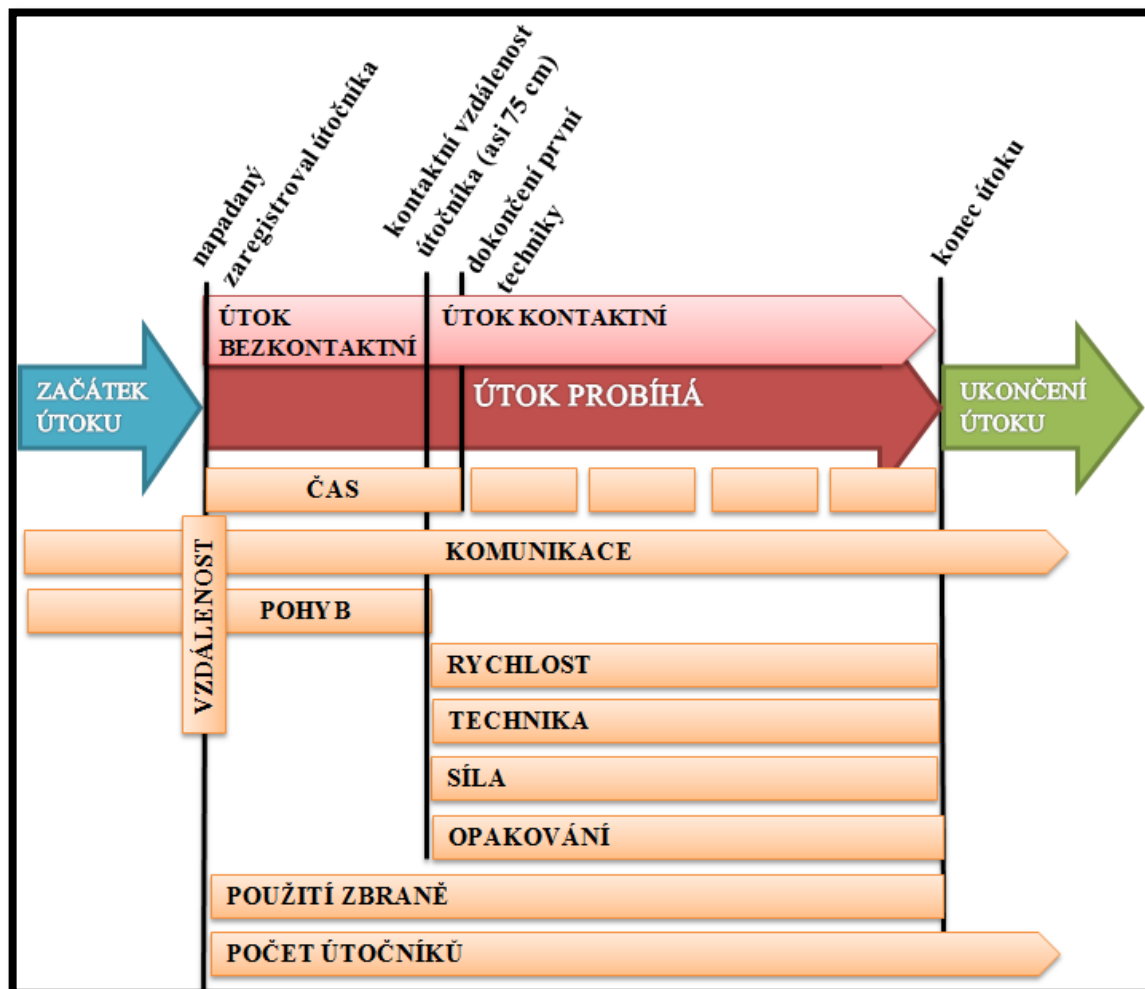 napadaný
zaregistroval útočníka
kontaktní vzdálenost
útočníka (asi 75 cm)
dokončení první
techniky
konec útoku
ÚTOK
BEZKONTAKTNÍ
ÚTOK KONTAKTNÍ
ZAČÁTEK
ÚTOKU
ÚTOK PROBÍHÁ
UKONČENÍ
ÚTOKU
ČAS
VZDÁLENOST
KOMUNIKACE
POHYB
RYCHLOST
TECHNIKA
SÍLA
OPAKOVÁNÍ
POUŽITÍ ZBRANĚ
POČET ÚTOČNÍKŮ